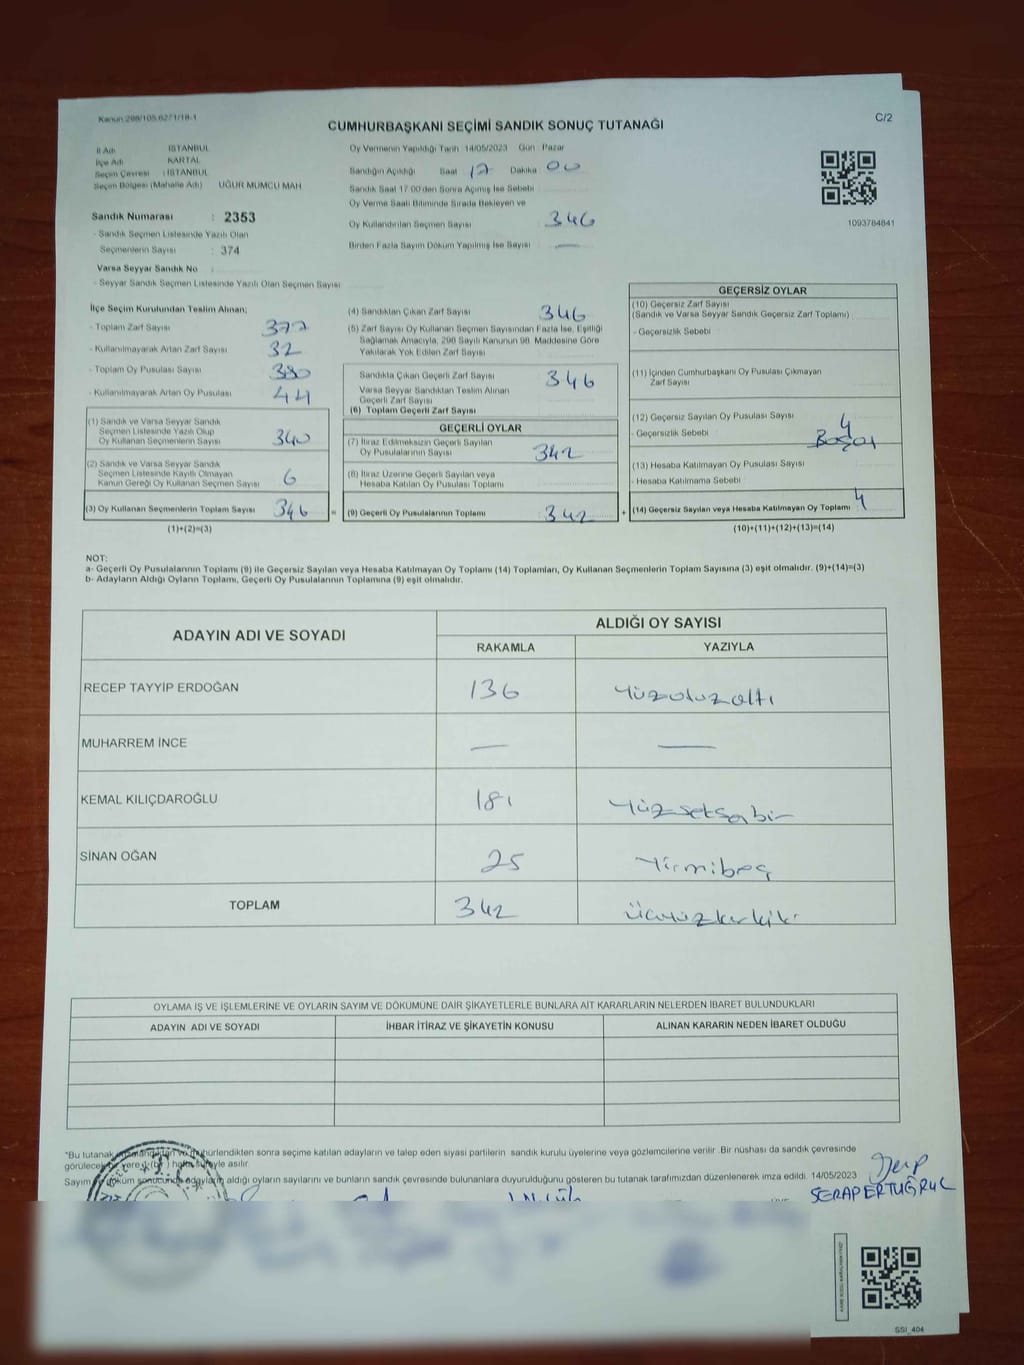 Kanun:298/105,627/1/18-1
C/2
CUMHURBAŞKANI SEÇİMİ SANDIK SONUÇ TUTANAĞI
İl Adı : İSTANBUL
İlçe Adı : KARTAL
Seçim Çevresi : İSTANBUL
Seçim Bölgesi (Mahalle Adı) UĞUR MUMCU MAH
Sandık Numarası : 2353
- Sandık Seçmen Listesinde Yazılı Olan
Seçmenlerin Sayısı : 374
Varsa Seyyar Sandık No :
- Seyyar Sandık Seçmen Listesinde Yazılı Olan Seçmen Sayısı :
Oy Vermenin Yapıldığı Tarih :14/05/2023 Gün : Pazar
Sandığın Açıldığı Saat 17 Dakika 00
Sandık Saat 17.00'den Sonra Açılmış İse Sebebi :
Oy Verme Saati Bitiminde Sırada Bekleyen ve
Oy Kullandırılan Seçmen Sayısı : 346
Birden Fazla Sayım Döküm Yapılmış İse Sayısı : —
1093784841
İlçe Seçim Kurulundan Teslim Alınan;
- Toplam Zarf Sayısı : 377
- Kullanılmayarak Artan Zarf Sayısı : 32
- Toplam Oy Pusulası Sayısı : 380
- Kullanılmayarak Artan Oy Pusulası : 44
(1) Sandık ve Varsa Seyyar Sandık
Seçmen Listesinde Yazılı Olup
Oy Kullanan Seçmenlerin Sayısı : 340
(2) Sandık ve Varsa Seyyar Sandık
Seçmen Listesinde Kayıtlı Olmayan
Kanun Gereği Oy Kullanan Seçmen Sayısı : 6
(3) Oy Kullanan Seçmenlerin Toplam Sayısı : 346
(1)+(2)=(3)
(4) Sandıktan Çıkan Zarf Sayısı : 346
(5) Zarf Sayısı Oy Kullanan Seçmen Sayısından Fazla İse, Eşitliği
Sağlamak Amacıyla, 298 Sayılı Kanunun 98. Maddesine Göre
Yakılarak Yok Edilen Zarf Sayısı :
Sandıkta Çıkan Geçerli Zarf Sayısı : 346
Varsa Seyyar Sandıktan Teslim Alınan
Geçerli Zarf Sayısı :
(6) Toplam Geçerli Zarf Sayısı :
GEÇERLİ OYLAR
(7) İtiraz Edilmeksizin Geçerli Sayılan
Oy Pusulalarının Sayısı : 342
(8) İtiraz Üzerine Geçerli Sayılan veya
Hesaba Katılan Oy Pusulası Toplamı :
= (9) Geçerli Oy Pusulalarının Toplamı : 342 +
GEÇERSİZ OYLAR
(10) Geçersiz Zarf Sayısı
(Sandık ve Varsa Seyyar Sandık Geçersiz Zarf Toplamı) :
- Geçersizlik Sebebi :
(11) İçinden Cumhurbaşkanı Oy Pusulası Çıkmayan
Zarf Sayısı :
(12) Geçersiz Sayılan Oy Pusulası Sayısı : 4
- Geçersizlik Sebebi :
(13) Hesaba Katılmayan Oy Pusulası Sayısı :
- Hesaba Katılmama Sebebi :
(14) Geçersiz Sayılan veya Hesaba Katılmayan Oy Toplamı : 4
(10)+(11)+(12)+(13)=(14)
NOT:
a- Geçerli Oy Pusulalarının Toplamı (9) ile Geçersiz Sayılan veya Hesaba Katılmayan Oy Toplamı (14) Toplamları, Oy Kullanan Seçmenlerin Toplam Sayısına (3) eşit olmalıdır. (9)+(14)=(3)
b- Adayların Aldığı Oyların Toplamı, Geçerli Oy Pusulalarının Toplamına (9) eşit olmalıdır.
ADAYIN ADI VE SOYADI
ALDIĞI OY SAYISI
RAKAMLA YAZIYLA
RECEP TAYYİP ERDOĞAN 136 Yüzotuzaltı
MUHARREM İNCE — —
KEMAL KILIÇDAROĞLU 181 Yüzseksabir
SİNAN OĞAN 25 Yirmibeş
TOPLAM 342 Üçyüzkırkiki
OYLAMA İŞ VE İŞLEMLERİNE VE OYLARIN SAYIM VE DÖKÜMÜNE DAİR ŞİKAYETLERLE BUNLARA AİT KARARLARIN NELERDEN İBARET BULUNDUKLARI
ADAYIN ADI VE SOYADI İHBAR İTİRAZ VE ŞİKAYETİN KONUSU ALINAN KARARIN NEDEN İBARET OLDUĞU
*Bu tutanak mühürlendikten sonra seçime katılan adayların ve talep eden siyasi partilerin sandık kurulu üyelerine veya gözlemcilerine verilir .Bir nüshası da sandık çevresinde
görülecek bir yere (bir) hafta süreyle asılır.
Sayım döküm sonucunda adayların aldığı oyların sayılarını ve bunların sandık çevresinde bulunanlara duyurulduğunu gösteren bu tutanak tarafımızdan düzenlenerek imza edildi. 14/05/2023
SERAP ERTUĞRUL
SSİ_404